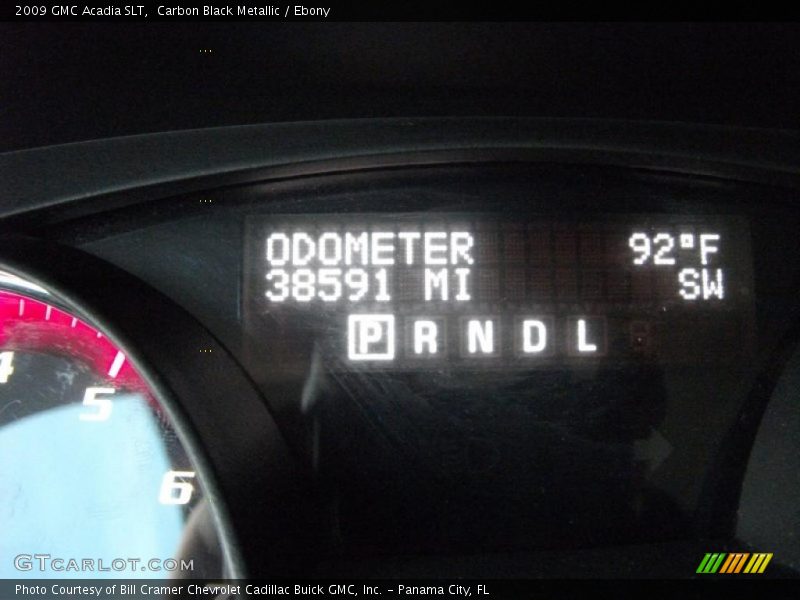 2009 GMC Acadia SLT, Carbon Black Metallic / Ebony
ODOMETER 92°F
38591 MI SW
P R N D L
4
5
6
GTCARLOT.COM
Photo Courtesy of Bill Cramer Chevrolet Cadillac Buick GMC, Inc. - Panama City, FL